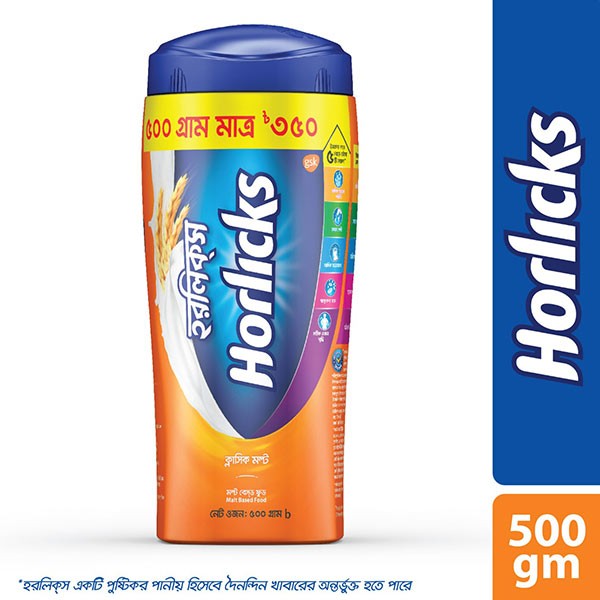 ৫০০ গ্রাম মাত্র ৳৩৫০
gsk
হরলিক্‌স
Horlicks
ক্লাসিক মল্ট
মল্ট বেসড ফুড
Malt Based Food
নেট ওজন: ৫০০ গ্রাম b
Horlicks
500
gm
*হরলিক্‌স একটি পুষ্টিকর পানীয় হিসেবে দৈনন্দিন খাবারের অন্তর্ভুক্ত হতে পারে